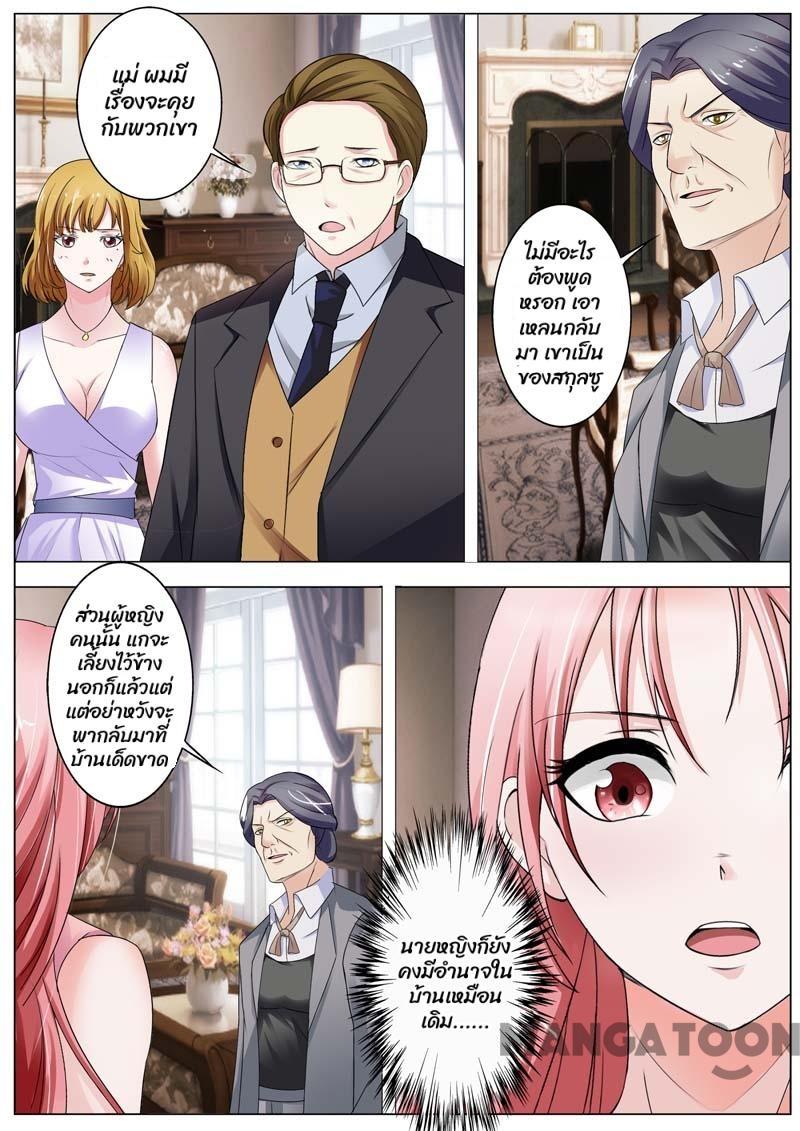 แม่ ผมมี
เรื่องจะคุย
กับพวกเขา
ไม่มีอะไร
ต้องพูด
หรอก เอา
เหลนกลับ
มา เขาเป็น
ของสกุลซู
ส่วนผู้หญิง
คนนั้น แกจะ
เลี้ยงไว้ข้าง
นอกก็แล้วแต่
แต่อย่าหวังจะ
พากลับมาที่
บ้านเด็ดขาด
นายหญิงก็ยัง
คงมีอำนาจใน
บ้านเหมือน
เดิม......
MANGATOON